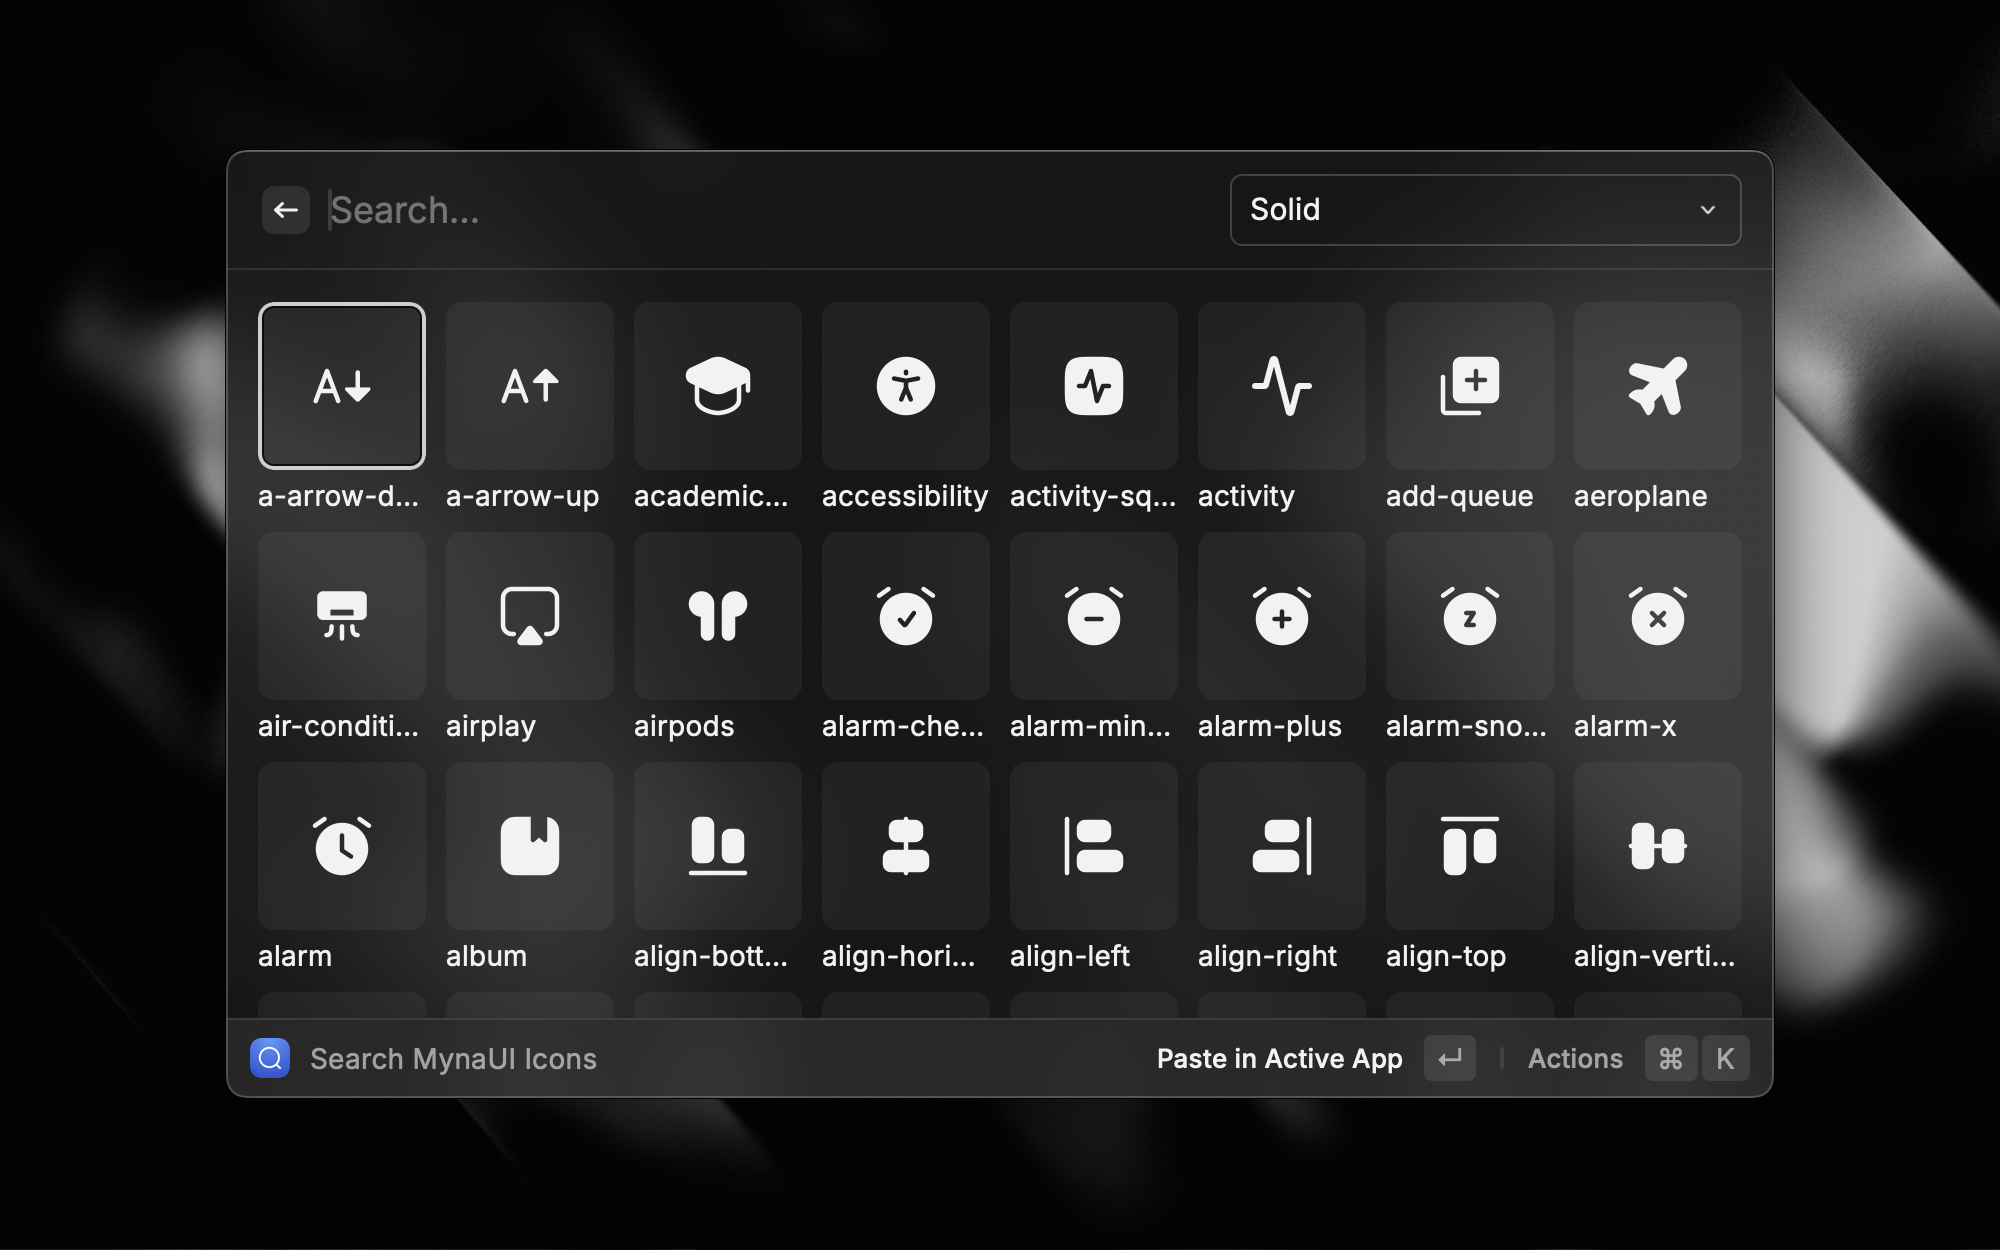 Search...
Solid
a-arrow-d...
a-arrow-up
academic...
accessibility
activity-sq...
activity
add-queue
aeroplane
air-conditi...
airplay
airpods
alarm-che...
alarm-min...
alarm-plus
alarm-sno...
alarm-x
alarm
album
align-bott...
align-hori...
align-left
align-right
align-top
align-verti...
Search MynaUI Icons
Paste in Active App
Actions
⌘ K